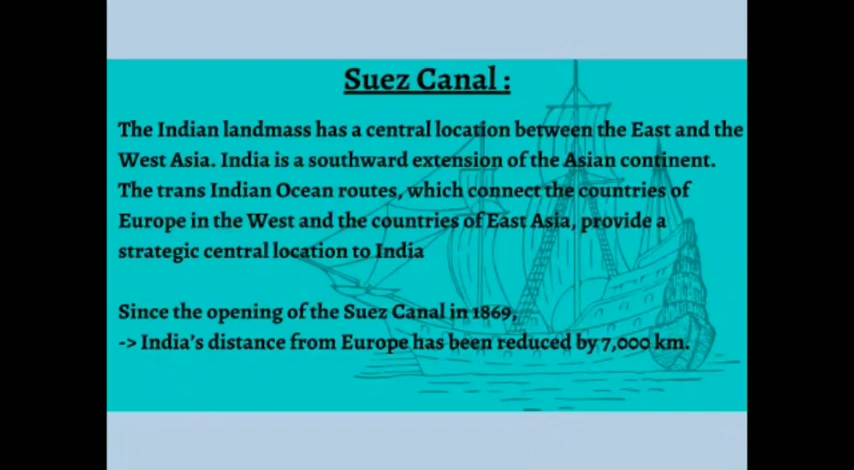 Suez Canal :
The Indian landmass has a central location between the East and the
West Asia. India is a southward extension of the Asian continent.
The trans Indian Ocean routes, which connect the countries of
Europe in the West and the countries of East Asia, provide a
strategic central location to India
Since the opening of the Suez Canal in 1869,
-> India's distance from Europe has been reduced by 7,000 km.